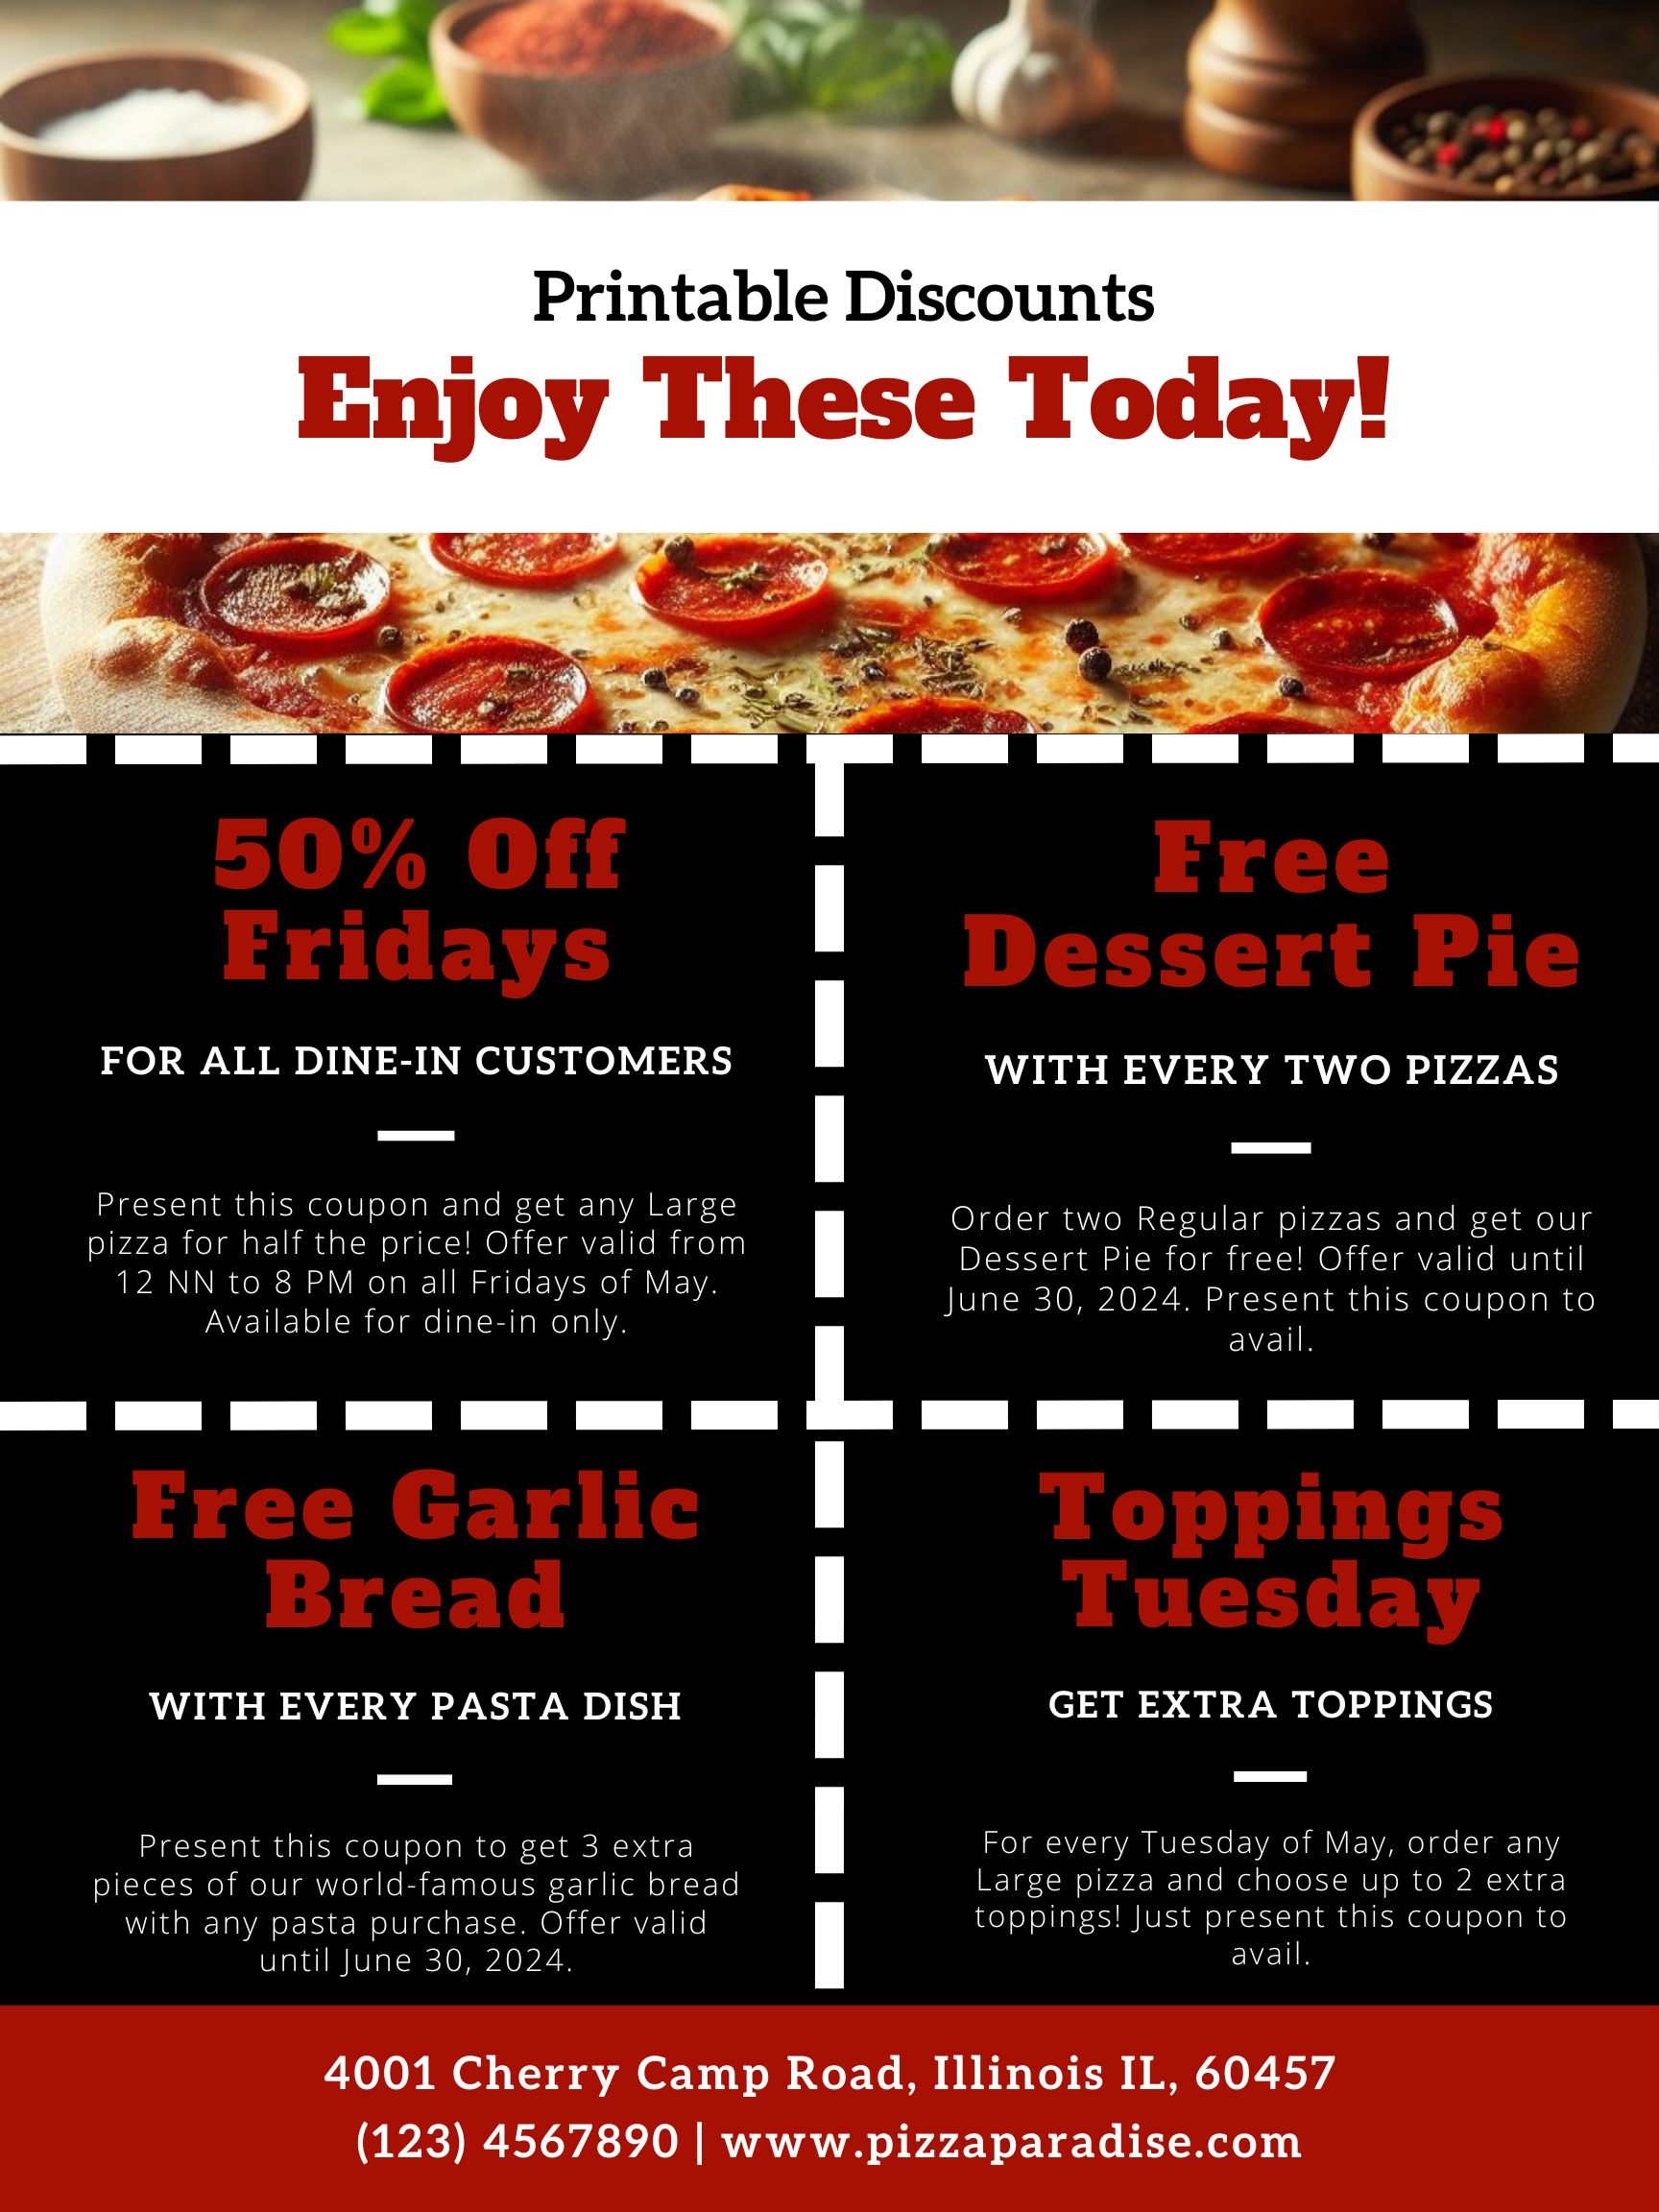 Printable Discounts
Enjoy These Today!
50% Off
Fridays
FOR ALL DINE-IN CUSTOMERS
Present this coupon and get any Large
pizza for half the price! Offer valid from
12 NN to 8 PM on all Fridays of May.
Available for dine-in only.
Free
Dessert Pie
WITH EVERY TWO PIZZAS
Order two Regular pizzas and get our
Dessert Pie for free! Offer valid until
June 30, 2024. Present this coupon to
avail.
Free Garlic
Bread
WITH EVERY PASTA DISH
Present this coupon to get 3 extra
pieces of our world-famous garlic bread
with any pasta purchase. Offer valid
until June 30, 2024.
Toppings
Tuesday
GET EXTRA TOPPINGS
For every Tuesday of May, order any
Large pizza and choose up to 2 extra
toppings! Just present this coupon to
avail.
4001 Cherry Camp Road, Illinois IL, 60457
(123) 4567890 | www.pizzaparadise.com